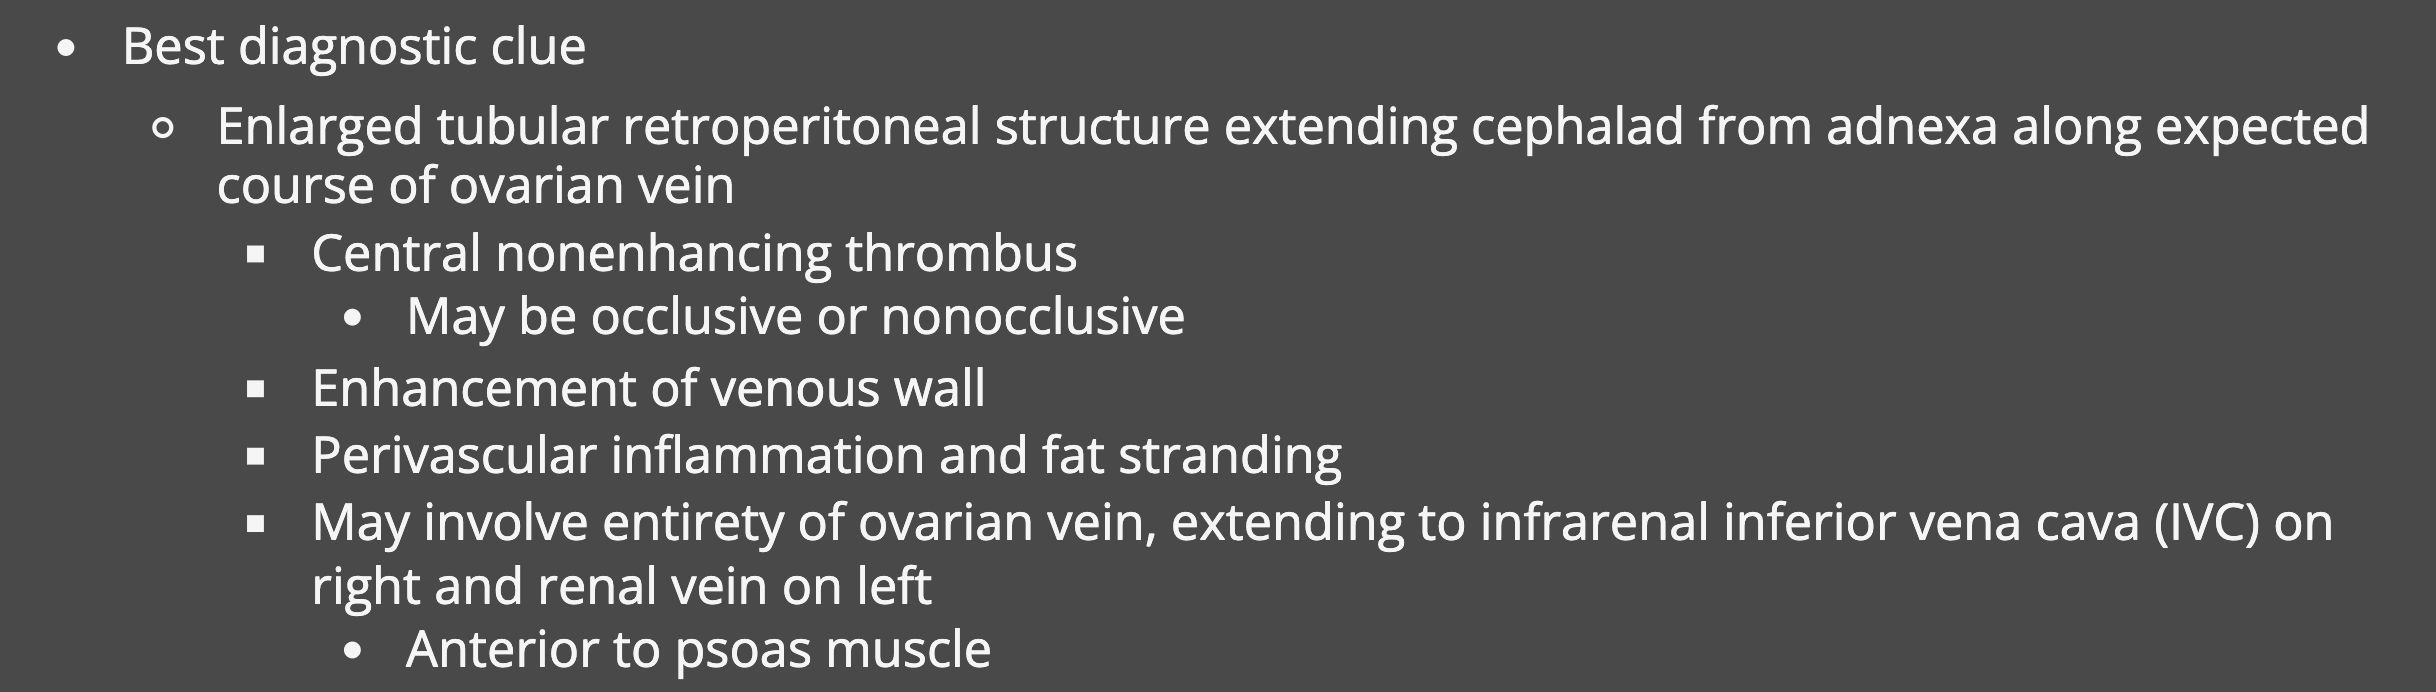 • Best diagnostic clue
◦ Enlarged tubular retroperitoneal structure extending cephalad from adnexa along expected
course of ovarian vein
▪ Central nonenhancing thrombus
• May be occlusive or nonocclusive
▪ Enhancement of venous wall
▪ Perivascular inflammation and fat stranding
▪ May involve entirety of ovarian vein, extending to infrarenal inferior vena cava (IVC) on
right and renal vein on left
• Anterior to psoas muscle